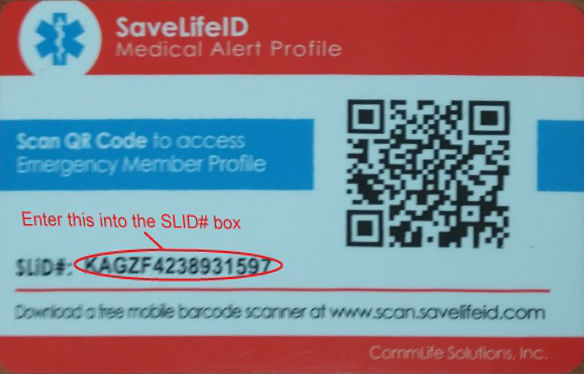 SaveLifeID
Medical Alert Profile
Scan QR Code to access
Emergency Member Profile
Enter this into the SLID# box
SLiD#: KAGZF4238931597
Download a free mobile barcode scanner at www.scan.savelifeid.com
CommLife Solutions, Inc.